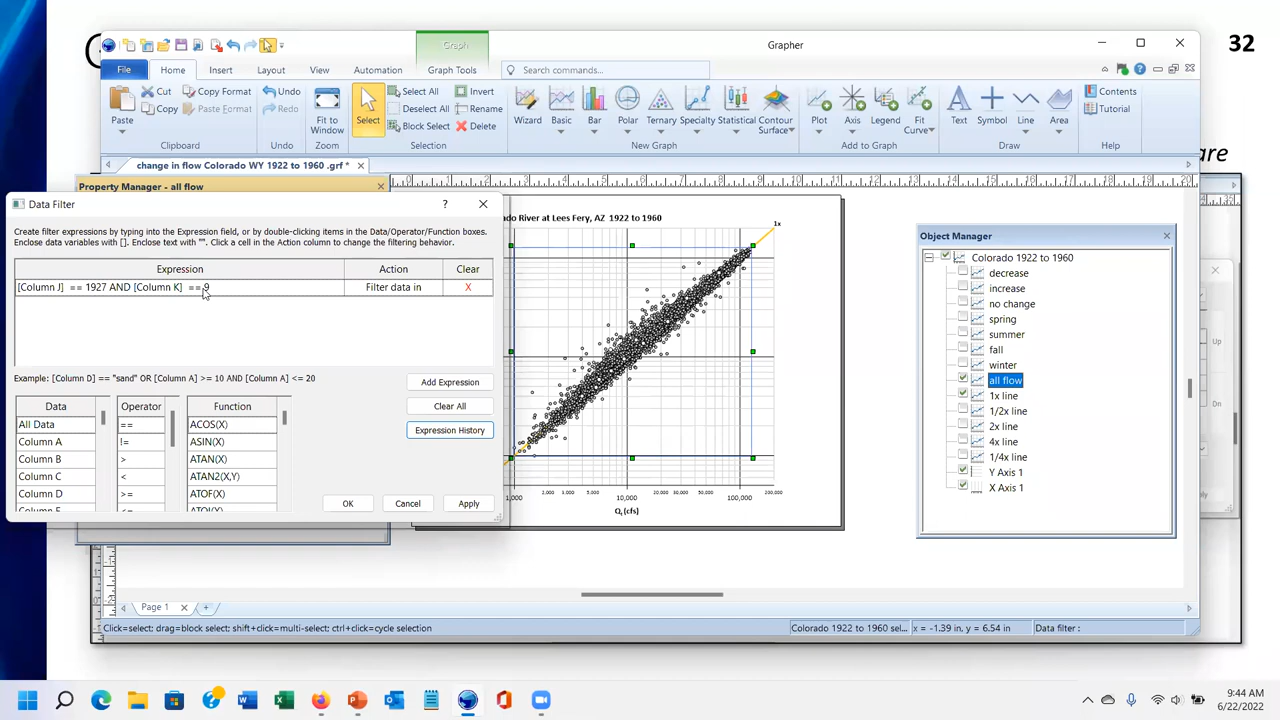 32
are
Graph
Grapher
File
Home
Insert
Layout
View
Automation
Graph Tools
Search commands...
Paste
Cut
Copy
Copy Format
Paste Format
Clipboard
Undo
Redo
Undo
Fit to Window
Zoom
Select
Select All
Deselect All
Block Select
Invert
Rename
Delete
Selection
Wizard
Basic
Bar
Polar
Ternary
Specialty
Statistical
Contour Surface
New Graph
Plot
Axis
Legend
Fit Curve
Add to Graph
Text
Symbol
Line
Area
Draw
Contents
Tutorial
Help
change in flow Colorado WY 1922 to 1960 .grf *
Property Manager - all flow
Data Filter
?
Create filter expressions by typing into the Expression field, or by double-clicking items in the Data/Operator/Function boxes.
Enclose data variables with []. Enclose text with "". Click a cell in the Action column to change the filtering behavior.
Expression Action Clear
[Column J] == 1927 AND [Column K] == 9 Filter data in X
Example: [Column D] == "sand" OR [Column A] >= 10 AND [Column A] <= 20
Add Expression
Clear All
Expression History
Data Operator Function
All Data == ACOS(X)
Column A != ASIN(X)
Column B > ATAN(X)
Column C < ATAN2(X,Y)
Column D >= ATOF(X)
OK Cancel Apply
ado River at Lees Fery, AZ 1922 to 1960
1x
1,000 2,000 3,000 5,000 10,000 20,000 30,000 50,000 100,000 200,000
(cfs)
Object Manager
Colorado 1922 to 1960
decrease
increase
no change
spring
summer
fall
winter
all flow
1x line
1/2x line
2x line
4x line
1/4x line
Y Axis 1
X Axis 1
Up
Dn
Page 1
Click=select; drag=block select; shift+click=multi-select; ctrl+click=cycle selection
Colorado 1922 to 1960 sel...
x = -1.39 in, y = 6.54 in
Data filter :
9:44 AM
6/22/2022